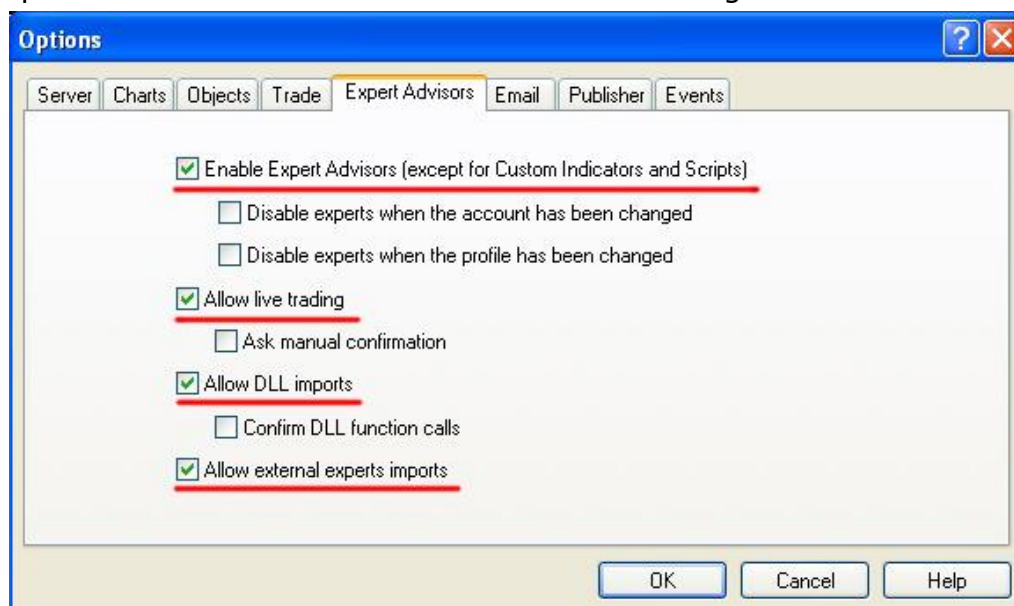 Options
Server Charts Objects Trade Expert Advisors Email Publisher Events
Enable Expert Advisors (except for Custom Indicators and Scripts)
Disable experts when the account has been changed
Disable experts when the profile has been changed
Allow live trading
Ask manual confirmation
Allow DLL imports
Confirm DLL function calls
Allow external experts imports
OK Cancel Help